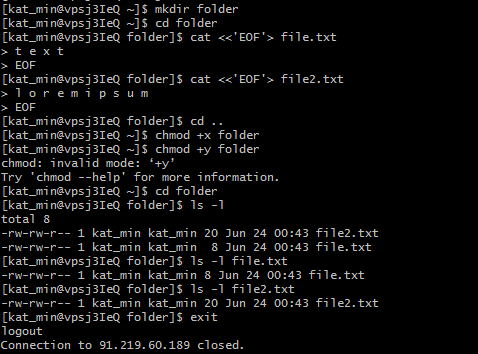 [kat_min@vpsj3IeQ ~]$ mkdir folder
[kat_min@vpsj3IeQ ~]$ cd folder
[kat_min@vpsj3IeQ folder]$ cat <<'EOF'> file.txt
> t e x t
> EOF
[kat_min@vpsj3IeQ folder]$ cat <<'EOF'> file2.txt
> l o r e m i p s u m
> EOF
[kat_min@vpsj3IeQ folder]$ cd ..
[kat_min@vpsj3IeQ ~]$ chmod +x folder
[kat_min@vpsj3IeQ ~]$ chmod +y folder
chmod: invalid mode: ‘+y’
Try 'chmod --help' for more information.
[kat_min@vpsj3IeQ ~]$ cd folder
[kat_min@vpsj3IeQ folder]$ ls -l
total 8
-rw-rw-r-- 1 kat_min kat_min 20 Jun 24 00:43 file2.txt
-rw-rw-r-- 1 kat_min kat_min  8 Jun 24 00:43 file.txt
[kat_min@vpsj3IeQ folder]$ ls -l file.txt
-rw-rw-r-- 1 kat_min kat_min 8 Jun 24 00:43 file.txt
[kat_min@vpsj3IeQ folder]$ ls -l file2.txt
-rw-rw-r-- 1 kat_min kat_min 20 Jun 24 00:43 file2.txt
[kat_min@vpsj3IeQ folder]$ exit
logout
Connection to 91.219.60.189 closed.